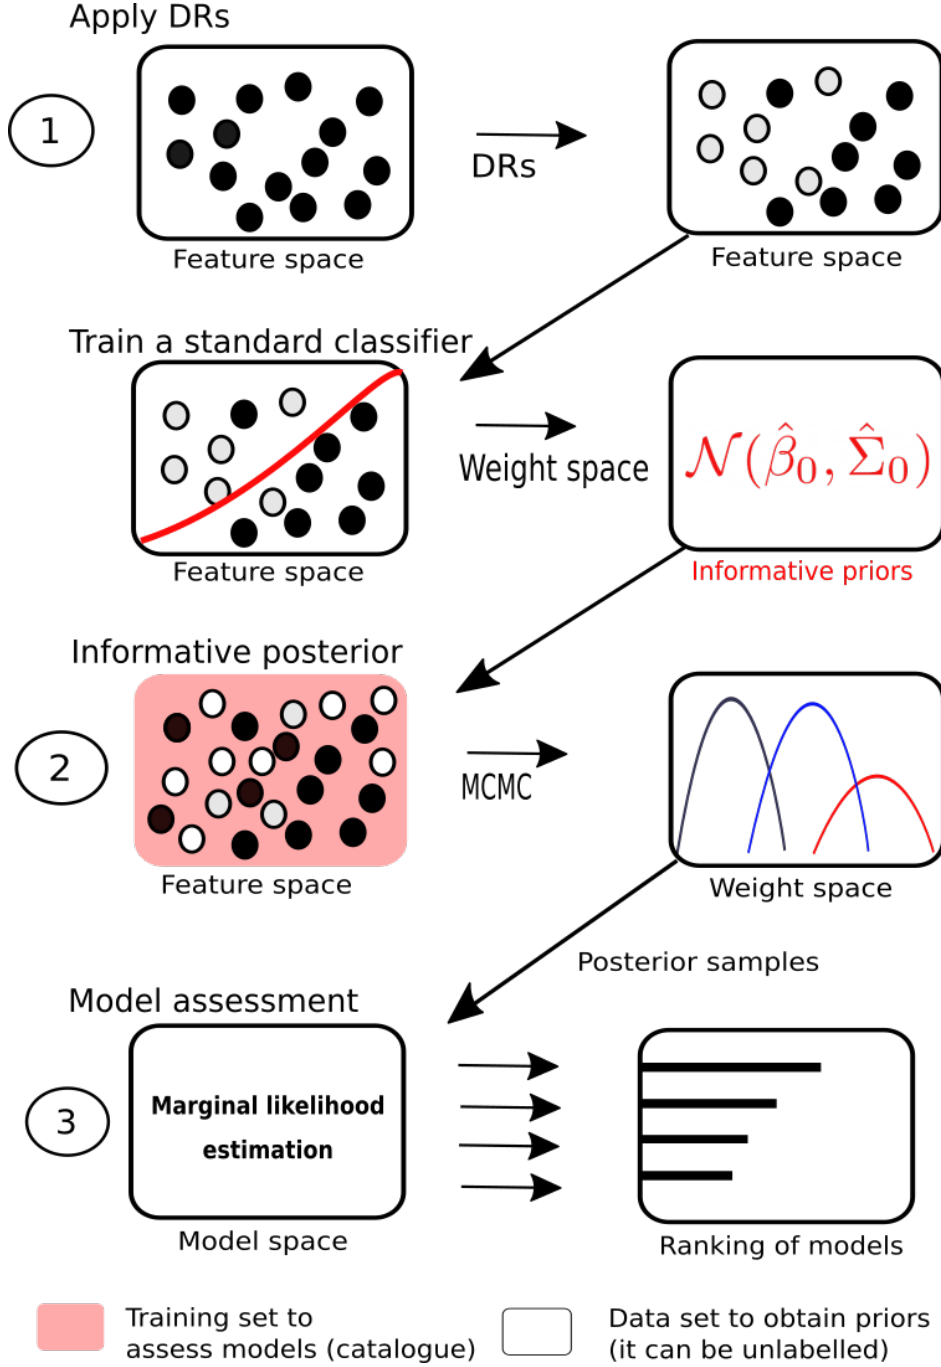 Apply DRs
1
DRs
Feature space
Feature space
Train a standard classifier
Weight space
𝒩(β̂₀, Σ̂₀)
Feature space
Informative priors
Informative posterior
2
MCMC
Feature space
Weight space
Posterior samples
Model assessment
3
Marginal likelihood
estimation
Model space
Ranking of models
Training set to
assess models (catalogue)
Data set to obtain priors
(it can be unlabelled)